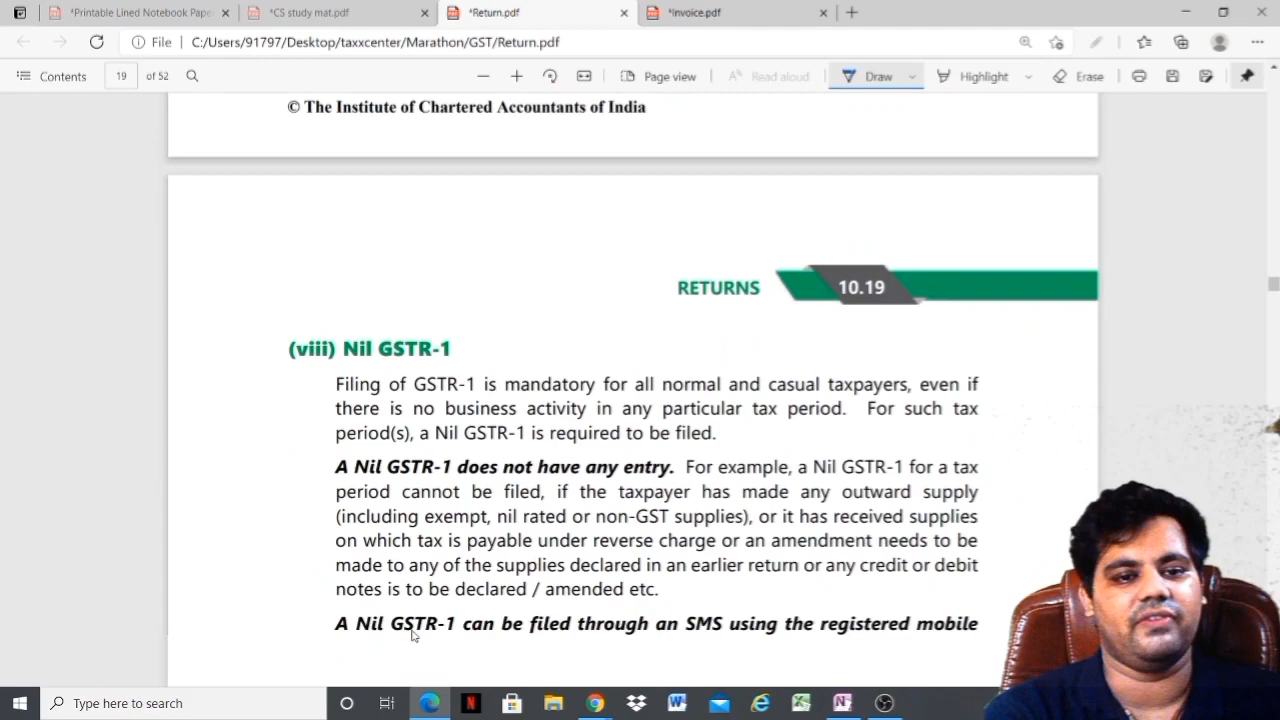 *Printable Lined Notebook Pape
*CS study mat.pdf
*Return.pdf
*Invoice.pdf
File
C:/Users/91797/Desktop/taxxcenter/Marathon/GST/Return.pdf
Contents
19
of 52
Page view
Read aloud
Draw
Highlight
Erase
© The Institute of Chartered Accountants of India
RETURNS
10.19
(viii) Nil GSTR-1
Filing of GSTR-1 is mandatory for all normal and casual taxpayers, even if
there is no business activity in any particular tax period. For such tax
period(s), a Nil GSTR-1 is required to be filed.
A Nil GSTR-1 does not have any entry. For example, a Nil GSTR-1 for a tax
period cannot be filed, if the taxpayer has made any outward supply
(including exempt, nil rated or non-GST supplies), or it has received supplies
on which tax is payable under reverse charge or an amendment needs to be
made to any of the supplies declared in an earlier return or any credit or debit
notes is to be declared / amended etc.
A Nil GSTR-1 can be filed through an SMS using the registered mobile
Type here to search